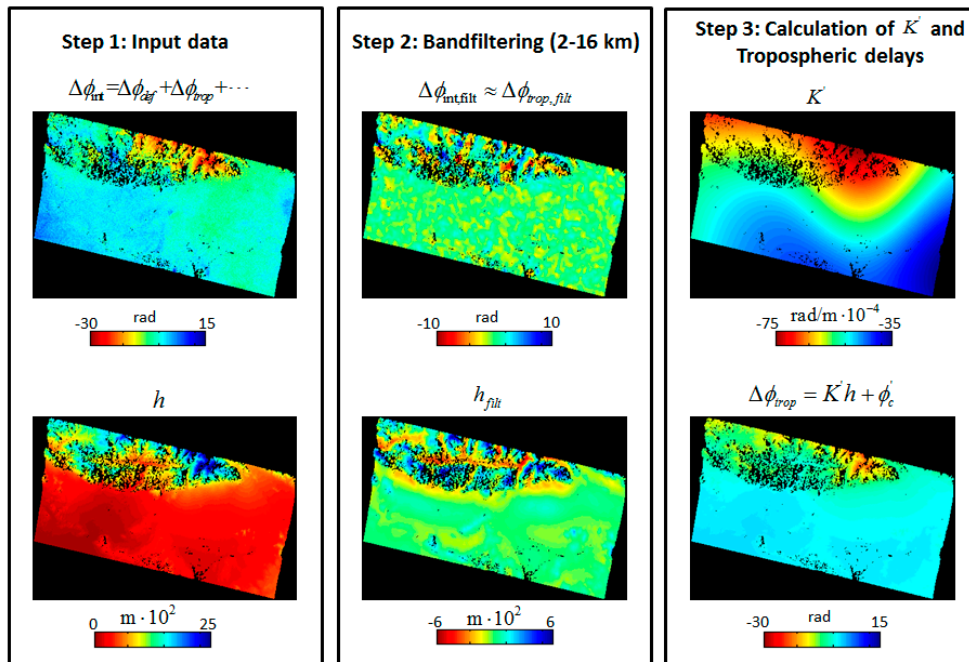 Step 1: Input data
Δϕint=Δϕdef+Δϕtrop+⋯
-30 rad 15
h
0 m·10² 25
Step 2: Bandfiltering (2-16 km)
Δϕint,filt ≈ Δϕtrop,filt
-10 rad 10
hfilt
-6 m·10² 6
Step 3: Calculation of K' and
Tropospheric delays
K'
-75 rad/m·10⁻⁴ -35
Δϕtrop = K'h + ϕ'c
-30 rad 15